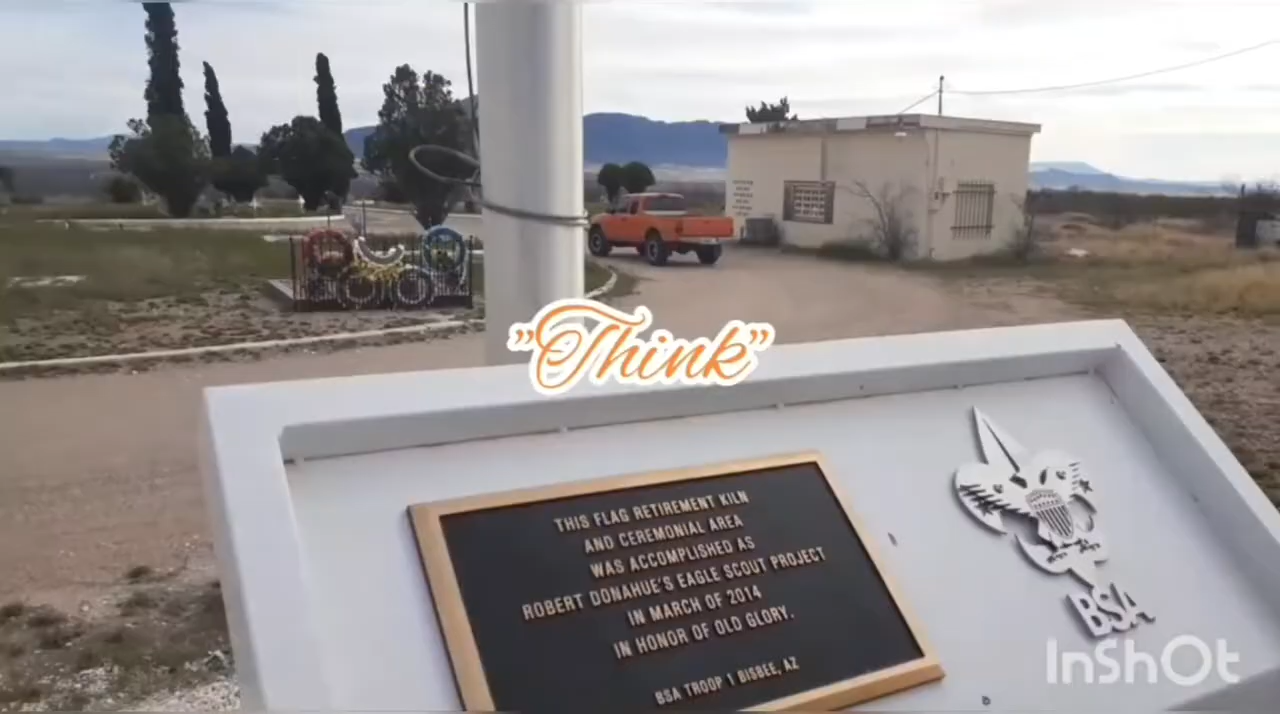 "Think"
THIS FLAG RETIREMENT KILN
AND CEREMONIAL AREA
WAS ACCOMPLISHED AS
ROBERT DONAHUE'S EAGLE SCOUT PROJECT
IN MARCH OF 2014
IN HONOR OF OLD GLORY.
BSA TROOP 1 BISBEE, AZ
BSA
InShOt